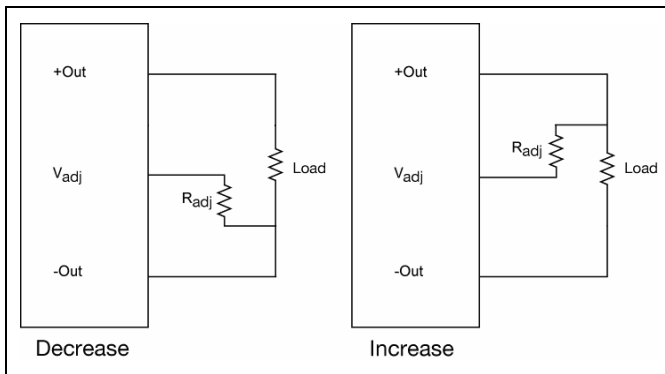 +Out
Vadj
Radj
Load
-Out
Decrease
+Out
Radj
Vadj
Load
-Out
Increase